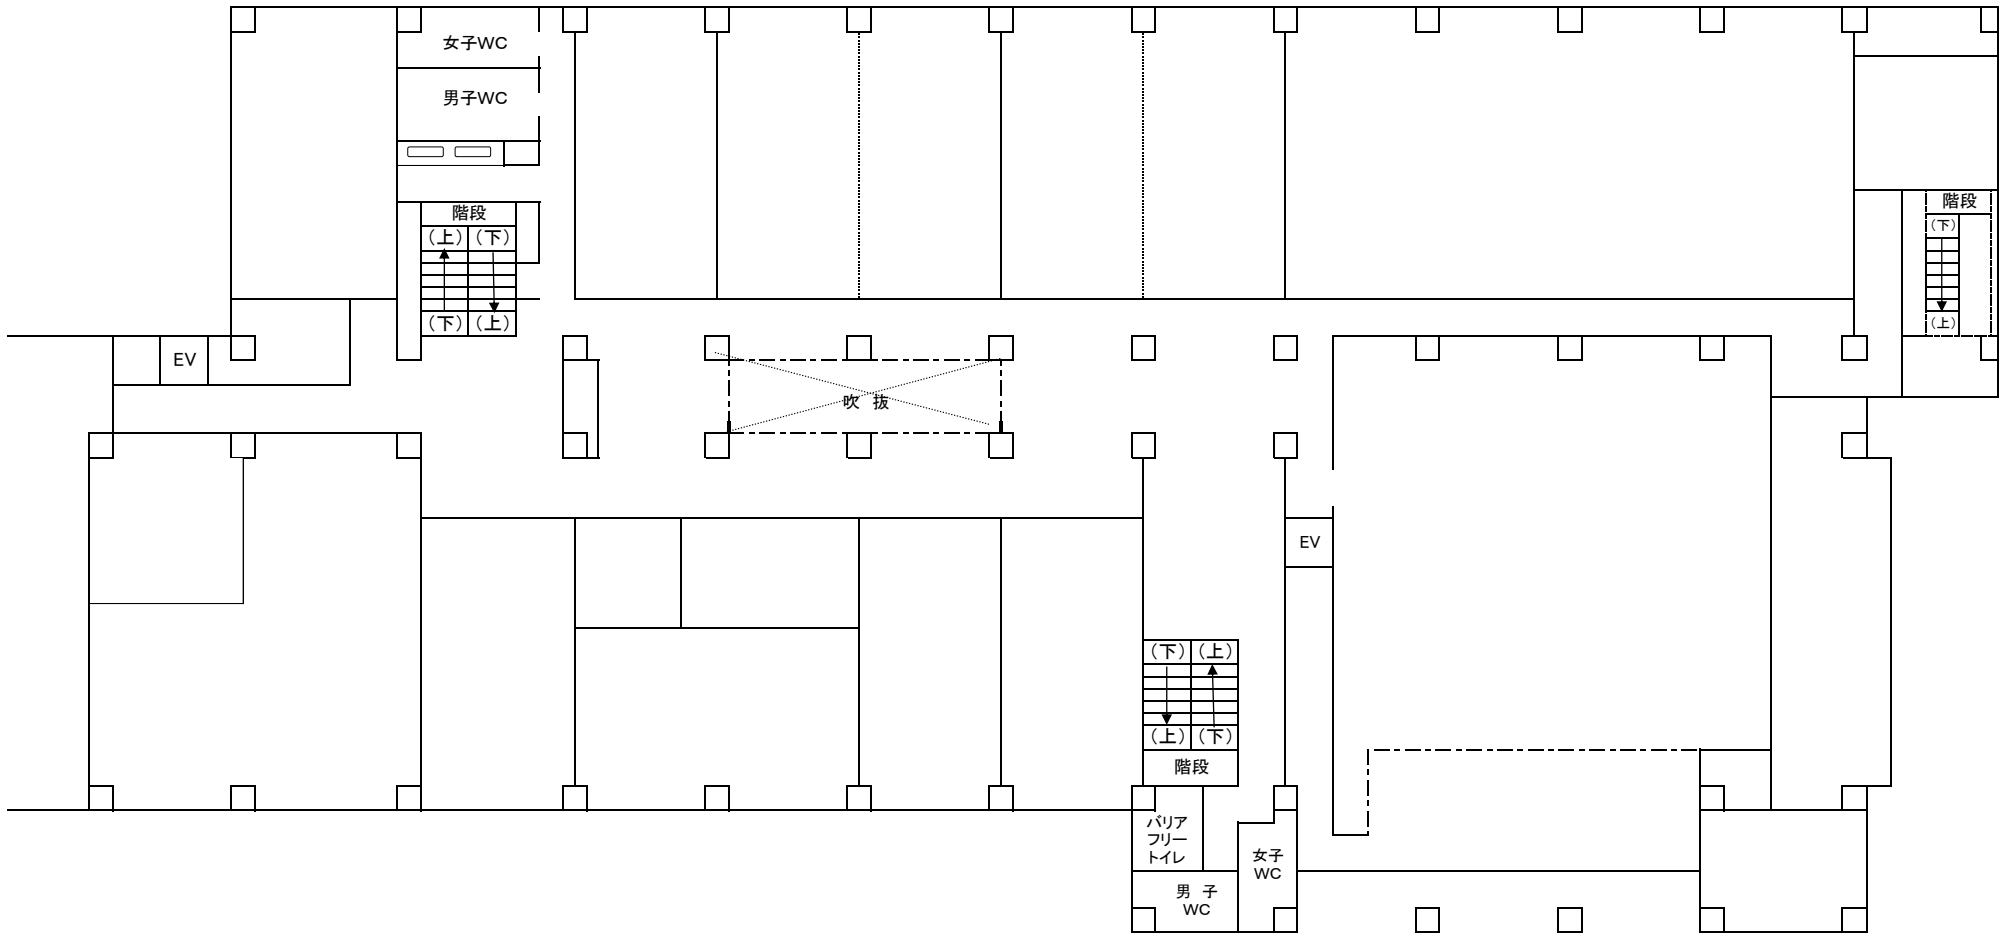 女子WC
男子WC
階段
(上) (下)
(下) (上)
階段
(下)
(上)
EV
吹 抜
EV
(下) (上)
(上) (下)
階段
バリア
フリー
トイレ
女子
WC
男 子
WC